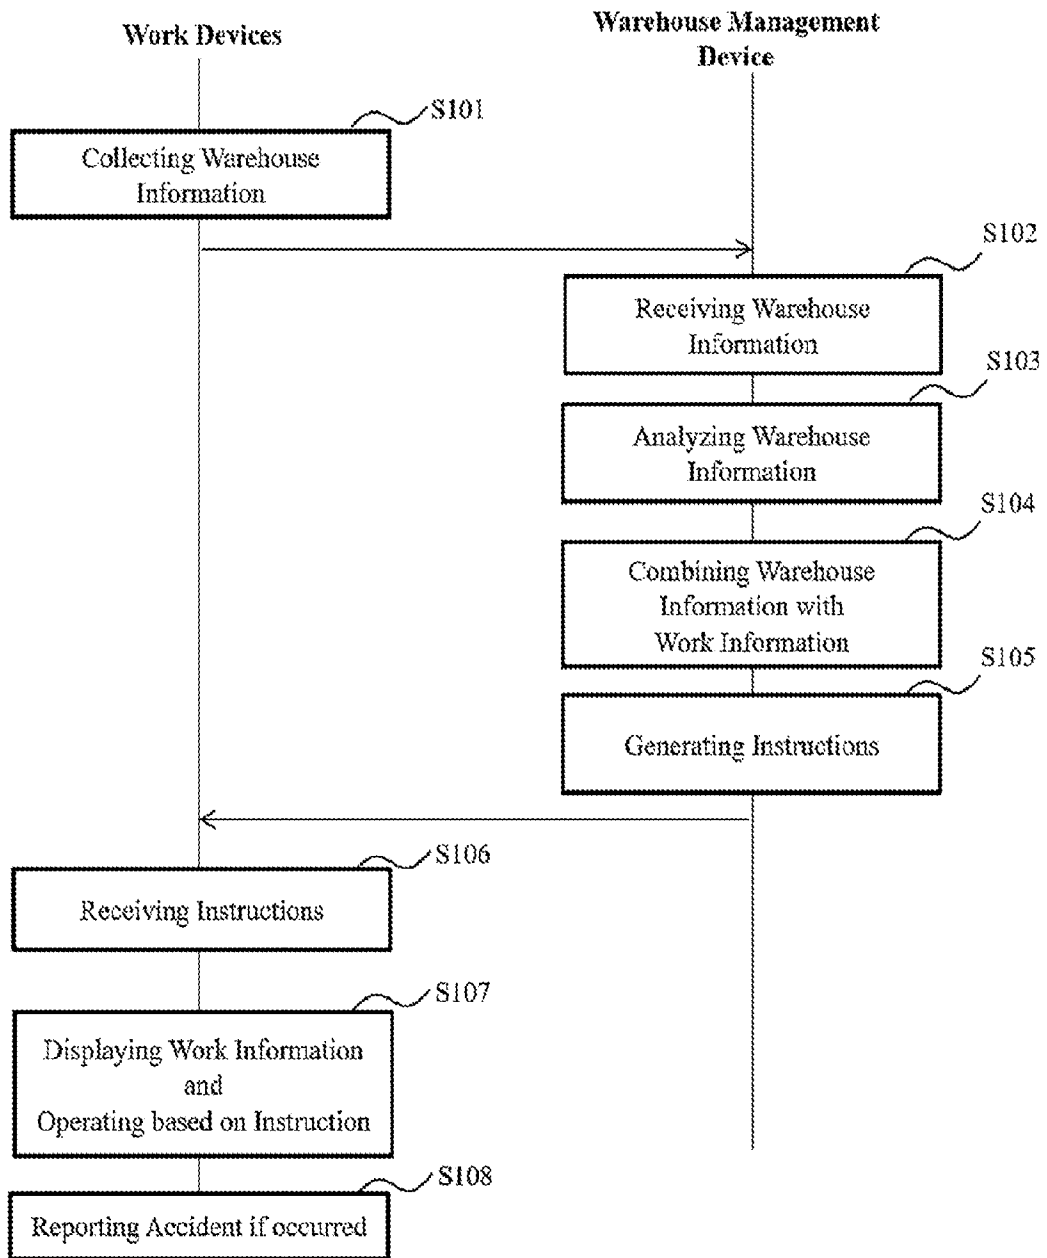 Work Devices
Warehouse Management
Device
S101
Collecting Warehouse
Information
S102
Receiving Warehouse
Information
S103
Analyzing Warehouse
Information
S104
Combining Warehouse
Information with
Work Information
S105
Generating Instructions
S106
Receiving Instructions
S107
Displaying Work Information
and
Operating based on Instruction
S108
Reporting Accident if occurred